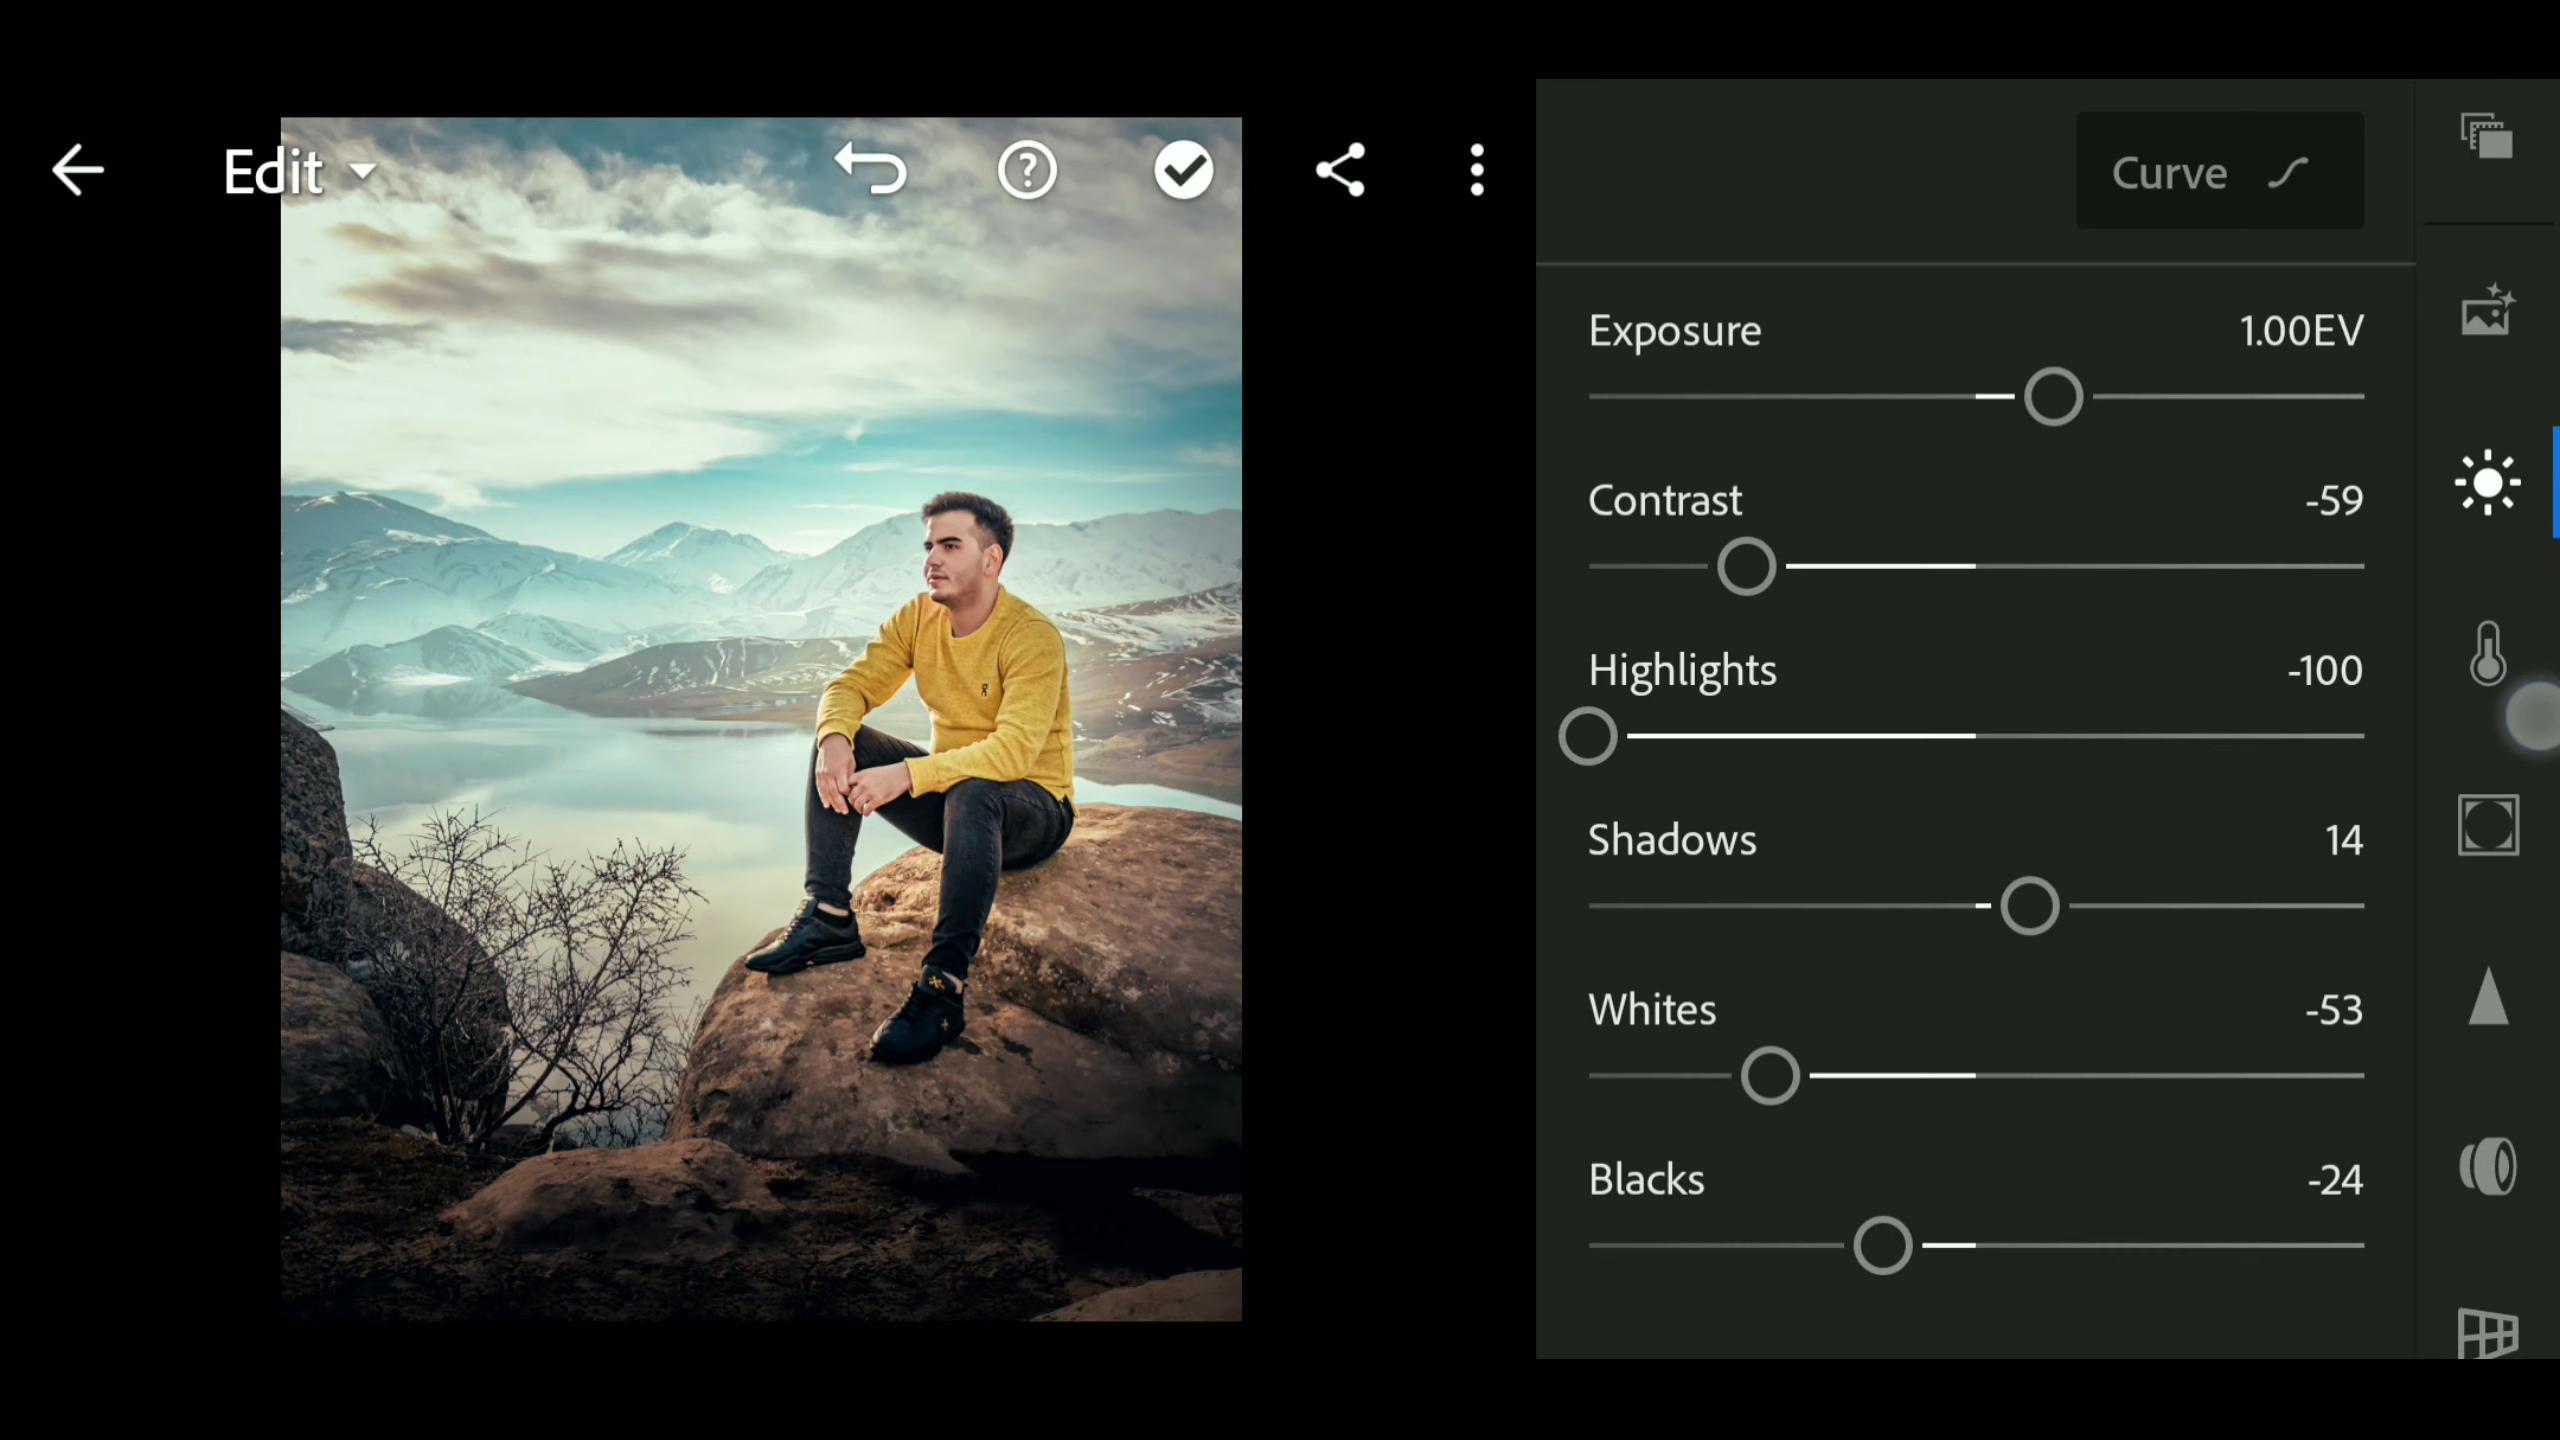 Edit
Curve
Exposure 1.00EV
Contrast -59
Highlights -100
Shadows 14
Whites -53
Blacks -24